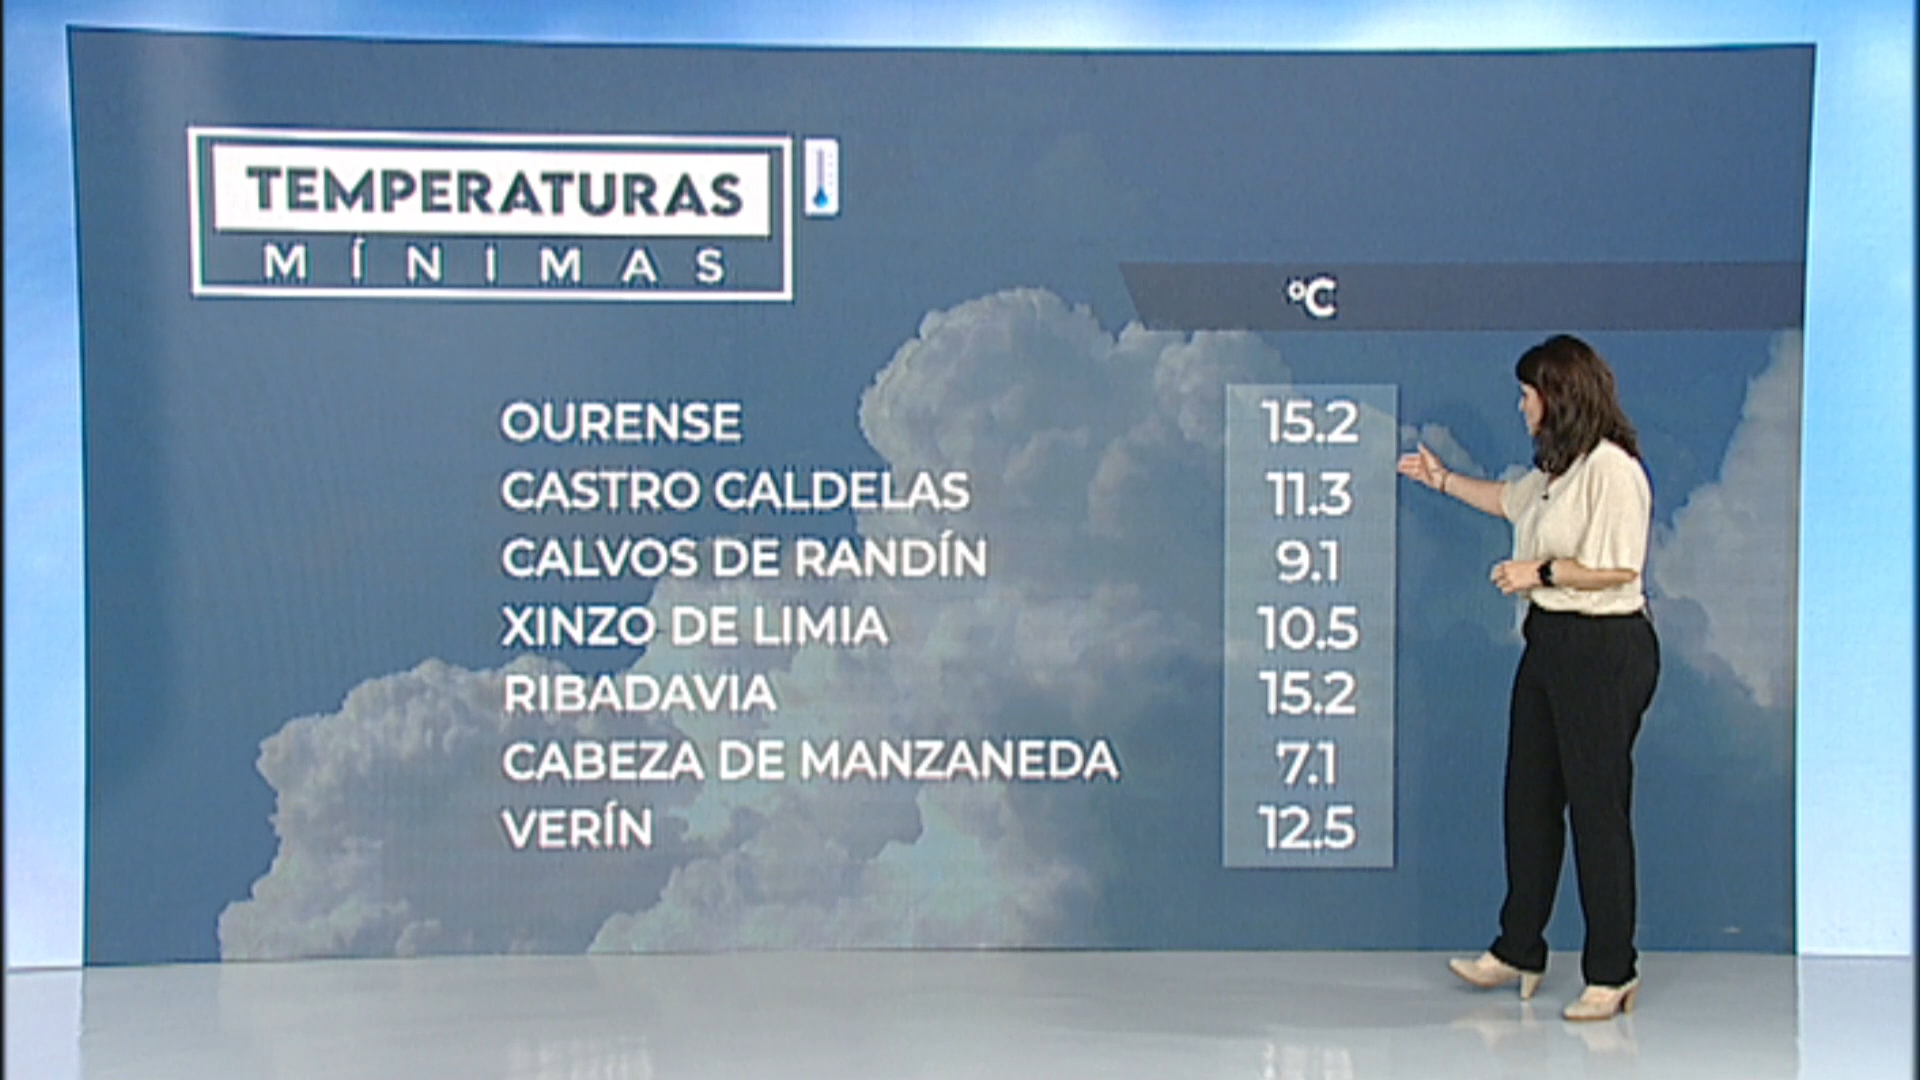 TEMPERATURAS
MÍNIMAS
°C
OURENSE 15.2
CASTRO CALDELAS 11.3
CALVOS DE RANDÍN 9.1
XINZO DE LIMIA 10.5
RIBADAVIA 15.2
CABEZA DE MANZANEDA 7.1
VERÍN 12.5